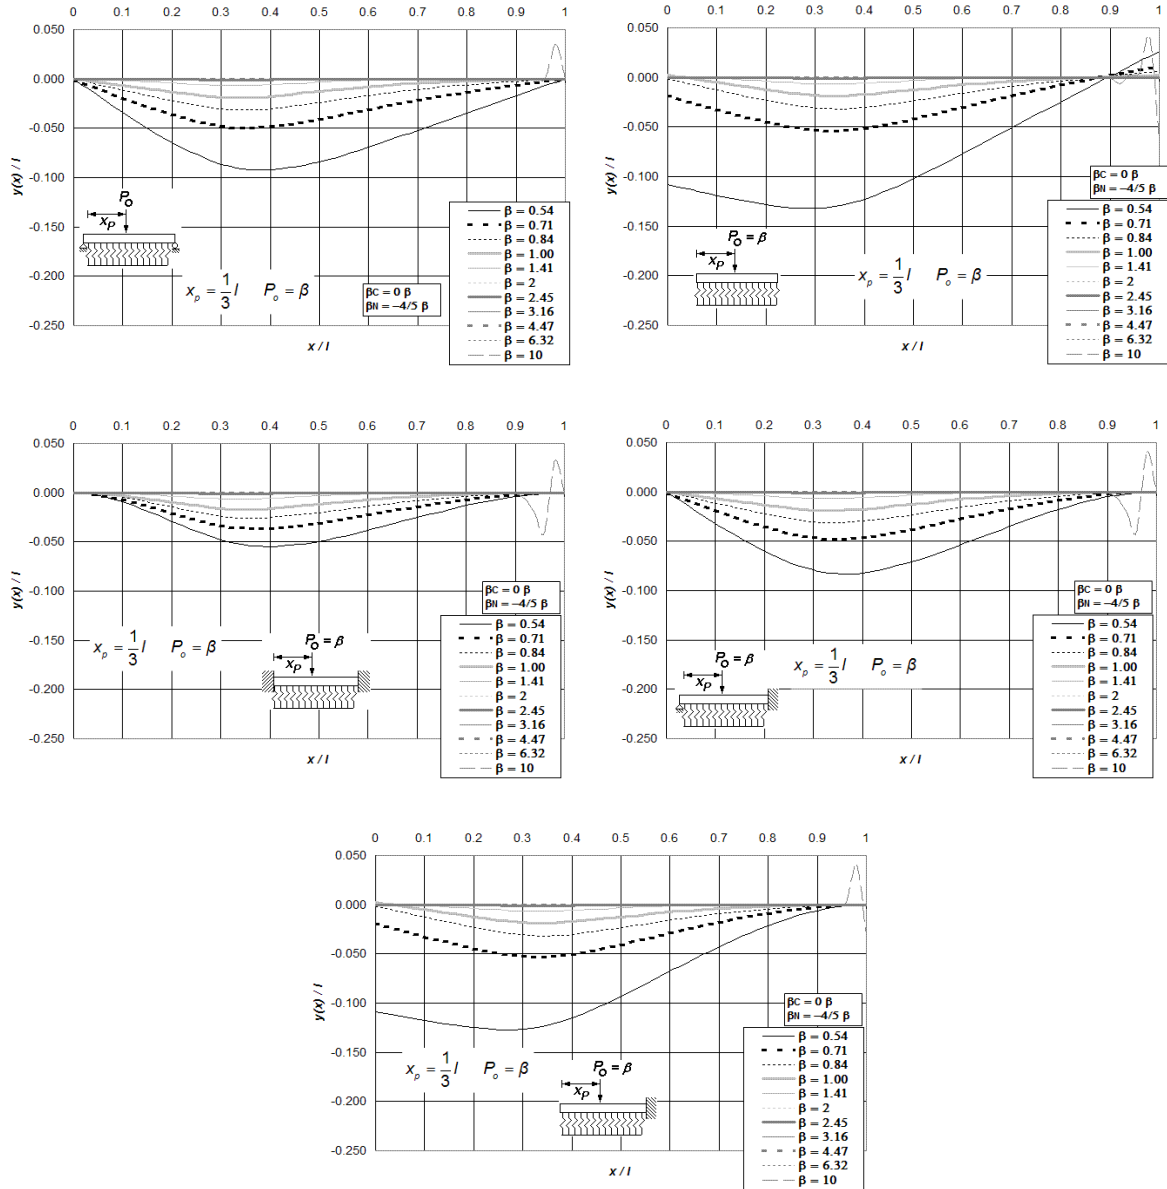 0 0.1 0.2 0.3 0.4 0.5 0.6 0.7 0.8 0.9 1
0.050
0.000
-0.050
-0.100
-0.150
-0.200
-0.250
y(x) / l
x / l
Po
xp
xp = 1/3 l Po = β
βC = 0 β
βN = −4/5 β
β = 0.54
β = 0.71
β = 0.84
β = 1.00
β = 1.41
β = 2
β = 2.45
β = 3.16
β = 4.47
β = 6.32
β = 10
0 0.1 0.2 0.3 0.4 0.5 0.6 0.7 0.8 0.9 1
0.050
0.000
-0.050
-0.100
-0.150
-0.200
-0.250
y(x) / l
x / l
Po = β
xp
xp = 1/3 l Po = β
βC = 0 β
βN = −4/5 β
β = 0.54
β = 0.71
β = 0.84
β = 1.00
β = 1.41
β = 2
β = 2.45
β = 3.16
β = 4.47
β = 6.32
β = 10
0 0.1 0.2 0.3 0.4 0.5 0.6 0.7 0.8 0.9 1
0.050
0.000
-0.050
-0.100
-0.150
-0.200
-0.250
y(x) / l
x / l
xp = 1/3 l Po = β
Po = β
xp
βC = 0 β
βN = −4/5 β
β = 0.54
β = 0.71
β = 0.84
β = 1.00
β = 1.41
β = 2
β = 2.45
β = 3.16
β = 4.47
β = 6.32
β = 10
0 0.1 0.2 0.3 0.4 0.5 0.6 0.7 0.8 0.9 1
0.050
0.000
-0.050
-0.100
-0.150
-0.200
-0.250
y(x) / l
x / l
Po = β
xp
xp = 1/3 l Po = β
βC = 0 β
βN = −4/5 β
β = 0.54
β = 0.71
β = 0.84
β = 1.00
β = 1.41
β = 2
β = 2.45
β = 3.16
β = 4.47
β = 6.32
β = 10
0 0.1 0.2 0.3 0.4 0.5 0.6 0.7 0.8 0.9 1
0.050
0.000
-0.050
-0.100
-0.150
-0.200
-0.250
y(x) / l
x / l
xp = 1/3 l Po = β
Po = β
xp
βC = 0 β
βN = −4/5 β
β = 0.54
β = 0.71
β = 0.84
β = 1.00
β = 1.41
β = 2
β = 2.45
β = 3.16
β = 4.47
β = 6.32
β = 10